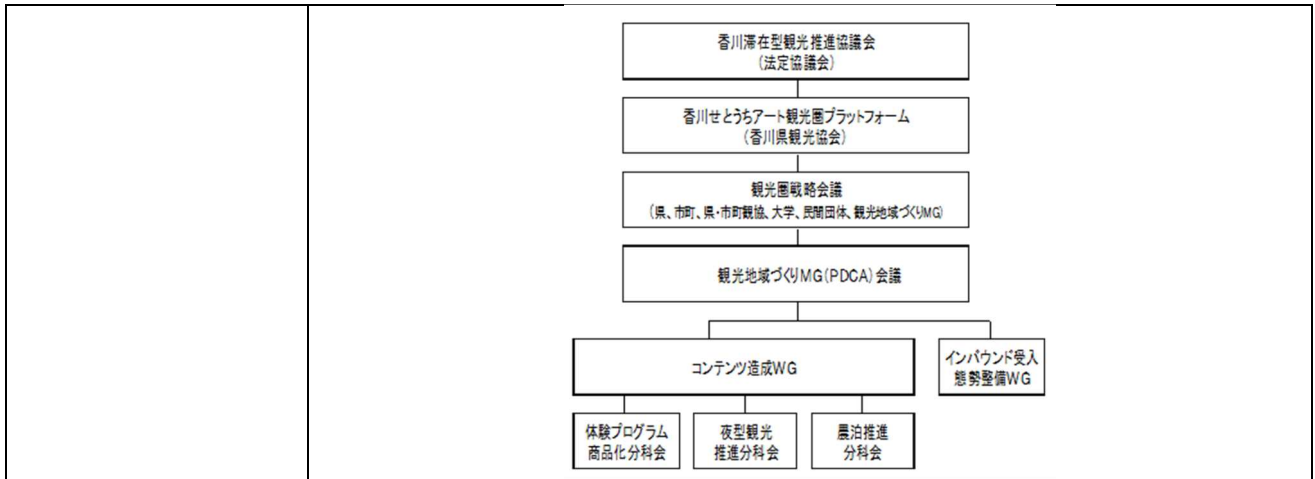 香川滞在型観光推進協議会
(法定協議会)
香川せとうちアート観光圏プラットフォーム
(香川県観光協会)
観光圏戦略会議
(県、市町、県・市町観協、大学、民間団体、観光地域づくりMG)
観光地域づくりMG(PDCA)会議
コンテンツ造成WG
インバウンド受入
態勢整備WG
体験プログラム
商品化分科会
夜型観光
推進分科会
農泊推進
分科会